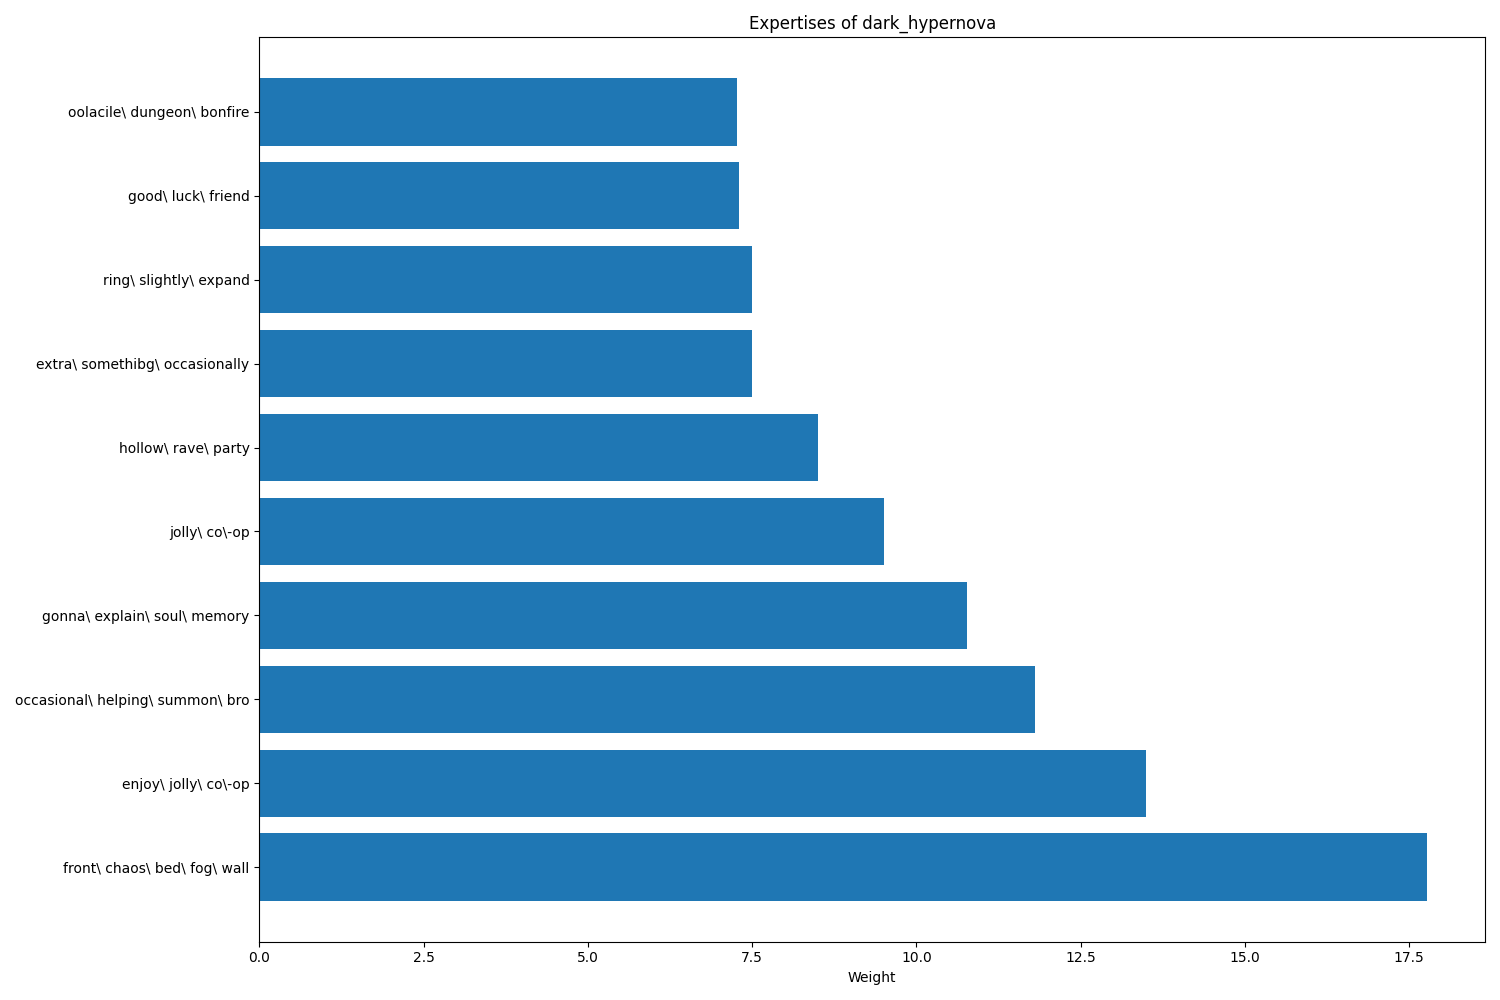 Expertises of dark_hypernova
oolacile\ dungeon\ bonfire
good\ luck\ friend
ring\ slightly\ expand
extra\ somethibg\ occasionally
hollow\ rave\ party
jolly\ co\-op
gonna\ explain\ soul\ memory
occasional\ helping\ summon\ bro
enjoy\ jolly\ co\-op
front\ chaos\ bed\ fog\ wall
0.0 2.5 5.0 7.5 10.0 12.5 15.0 17.5
Weight